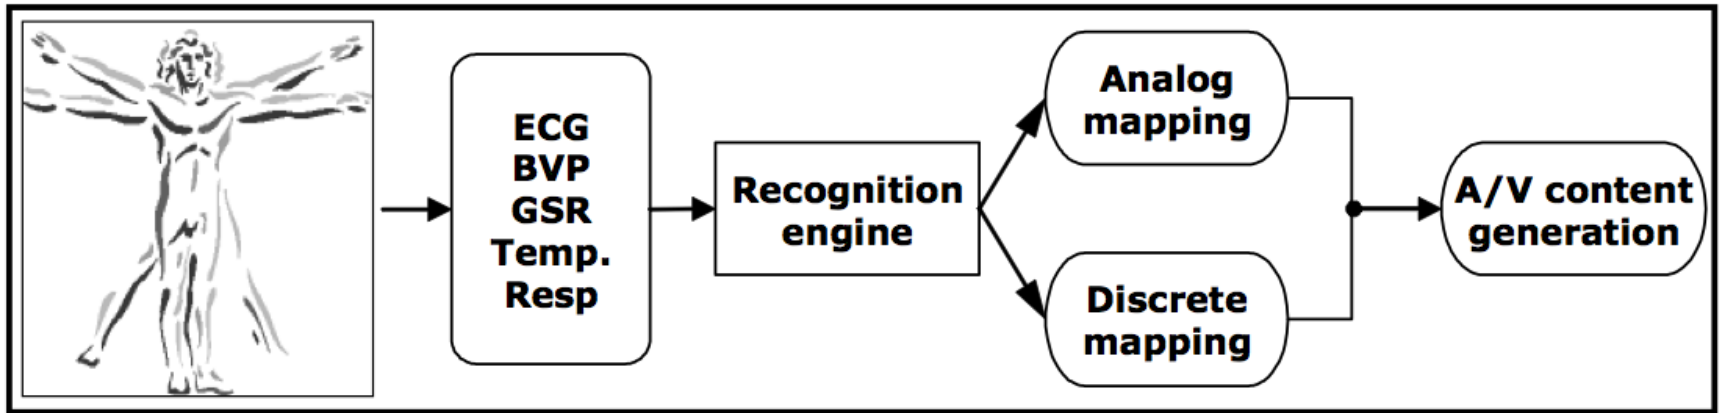 ECG
BVP
GSR
Temp.
Resp
Recognition
engine
Analog
mapping
Discrete
mapping
A/V content
generation